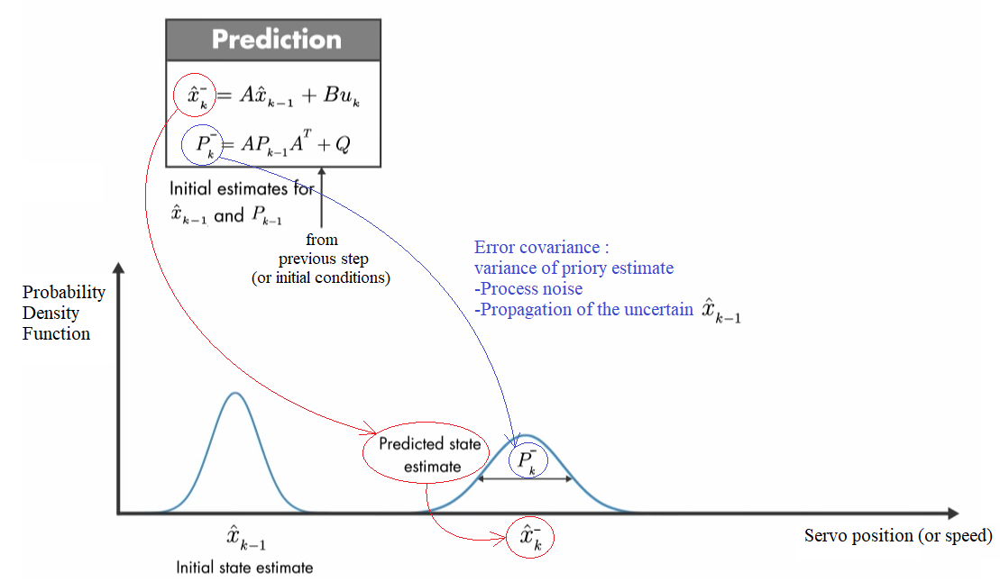 Prediction
x̂ₖ⁻ = Ax̂ₖ₋₁ + Buₖ
Pₖ⁻ = APₖ₋₁Aᵀ + Q
Initial estimates for
x̂ₖ₋₁ and Pₖ₋₁
from
previous step
(or initial conditions)
Error covariance :
variance of priory estimate
-Process noise
-Propagation of the uncertain x̂ₖ₋₁
Probability
Density
Function
Predicted state
estimate
Pₖ⁻
x̂ₖ₋₁
Initial state estimate
x̂ₖ⁻
Servo position (or speed)